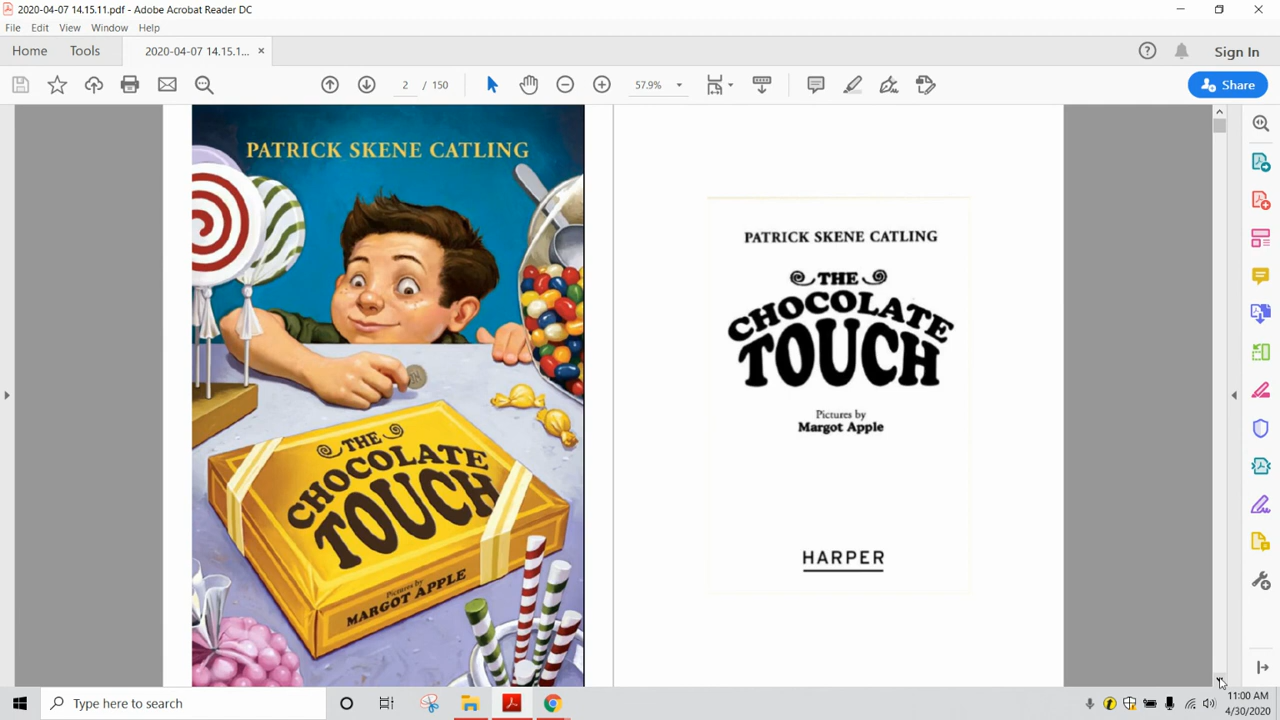 2020-04-07 14.15.11.pdf - Adobe Acrobat Reader DC
File Edit View Window Help
Home Tools 2020-04-07 14.15.1... ×
Sign In
2 / 150 57.9% Share
PATRICK SKENE CATLING
THE
CHOCOLATE
TOUCH
Pictures by
MARGOT APPLE
PATRICK SKENE CATLING
THE
CHOCOLATE
TOUCH
Pictures by
Margot Apple
HARPER
Type here to search
11:00 AM
4/30/2020